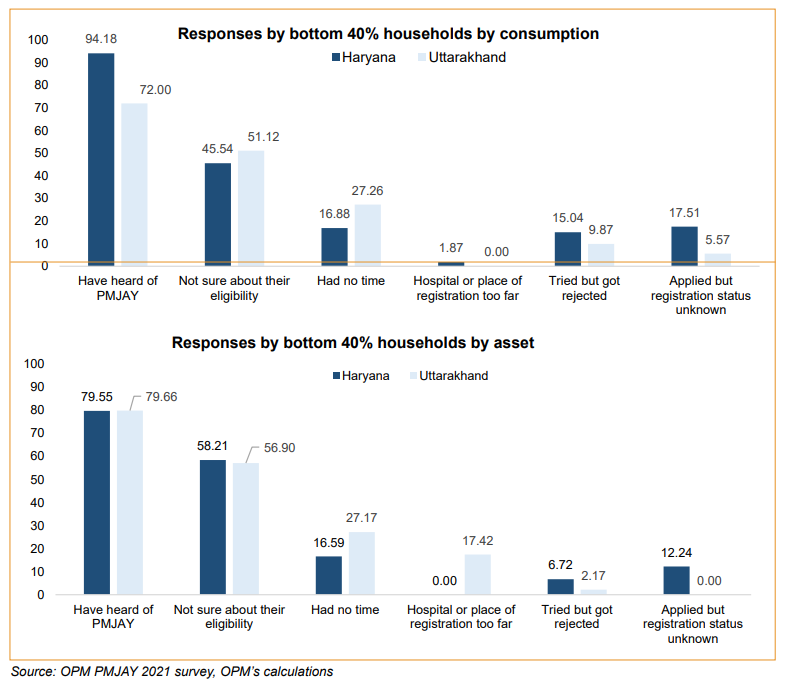 Responses by bottom 40% households by consumption
Haryana Uttarakhand
100
90
80
70
60
50
40
30
20
10
0
94.18
72.00
45.54
51.12
16.88
27.26
1.87
0.00
15.04
9.87
17.51
5.57
Have heard of
PMJAY
Not sure about their
eligibility
Had no time
Hospital or place of
registration too far
Tried but got
rejected
Applied but
registration status
unknown
Responses by bottom 40% households by asset
Haryana Uttarakhand
100
90
80
70
60
50
40
30
20
10
0
79.55
79.66
58.21
56.90
16.59
27.17
0.00
17.42
6.72
2.17
12.24
0.00
Have heard of
PMJAY
Not sure about their
eligibility
Had no time
Hospital or place of
registration too far
Tried but got
rejected
Applied but
registration status
unknown
Source: OPM PMJAY 2021 survey, OPM's calculations